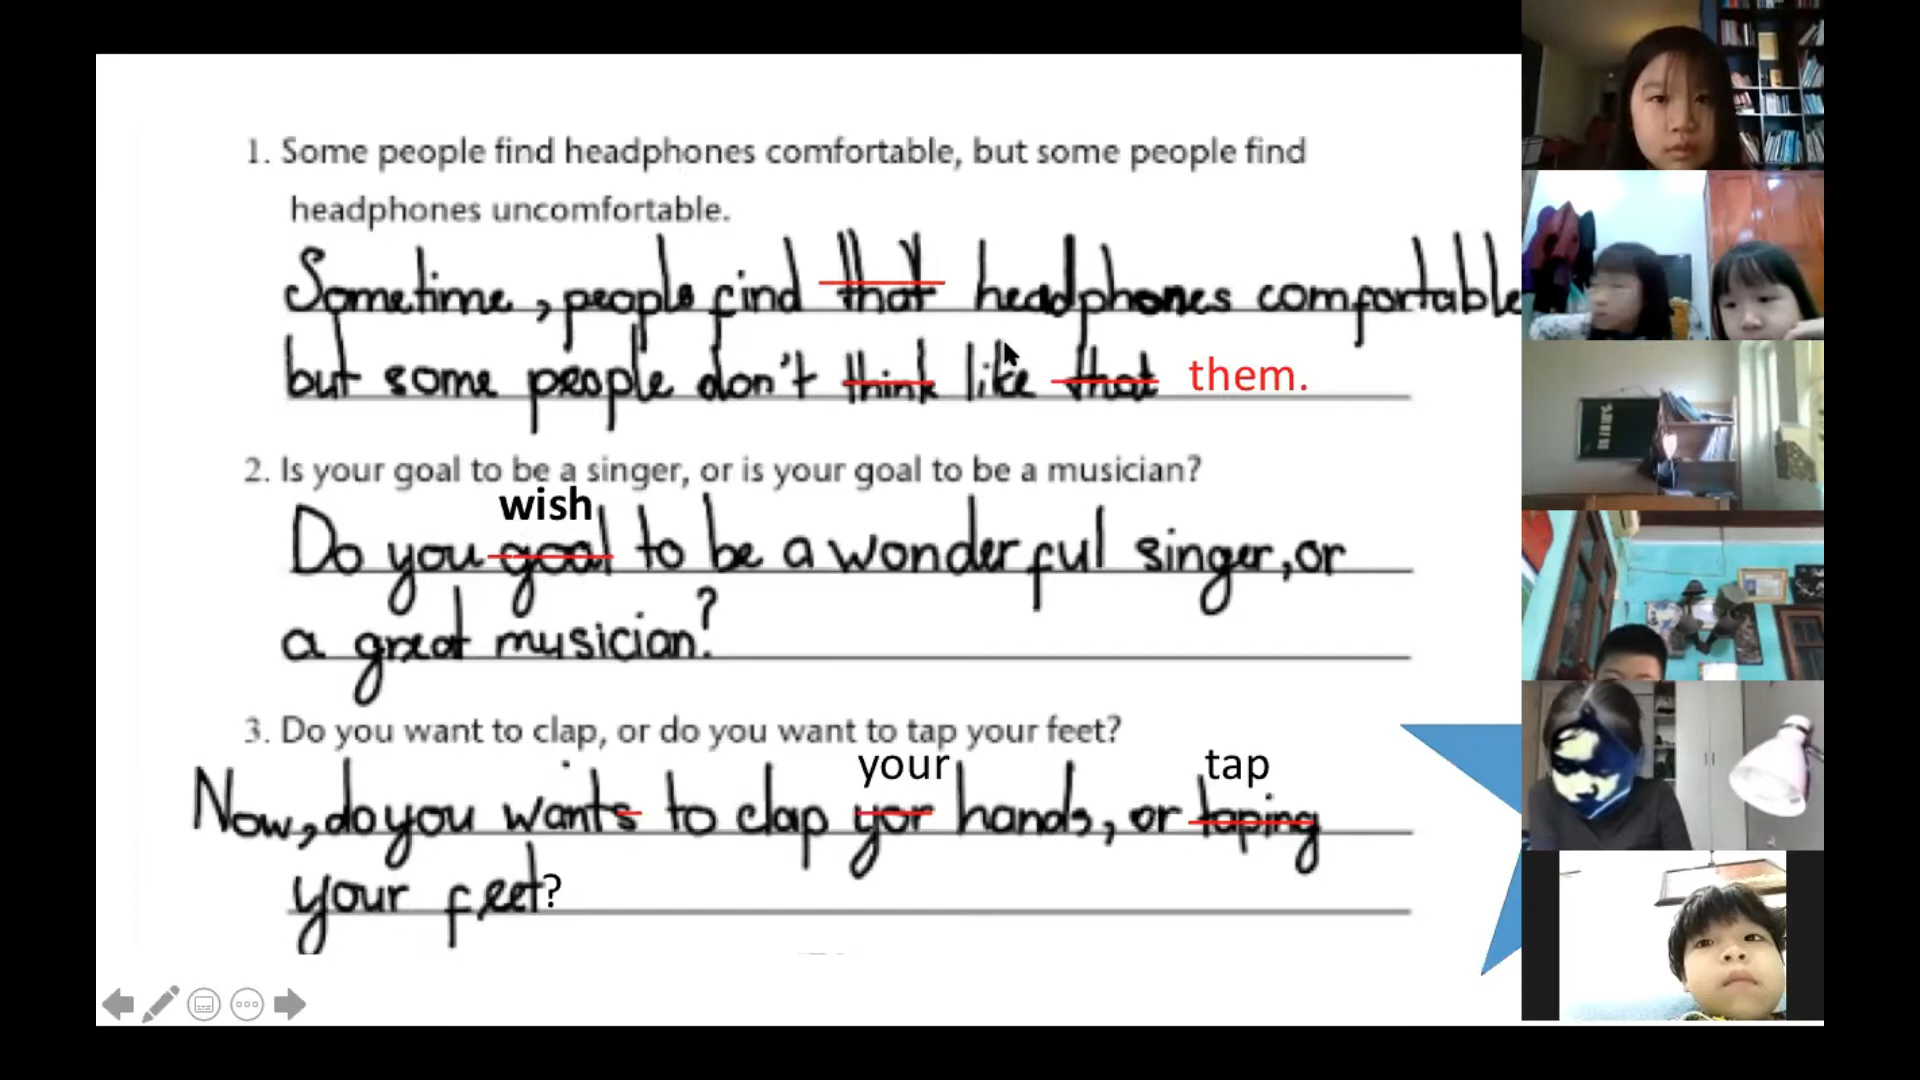 1. Some people find headphones comfortable, but some people find
headphones uncomfortable.
Sometime, people find that headphones comfortable
but some people don't think like that them.
2. Is your goal to be a singer, or is your goal to be a musician?
wish
Do you goal to be a wonderful singer, or
a great musician?
3. Do you want to clap, or do you want to tap your feet?
your tap
Now, do you wants to clap yor hands, or taping
your feet?